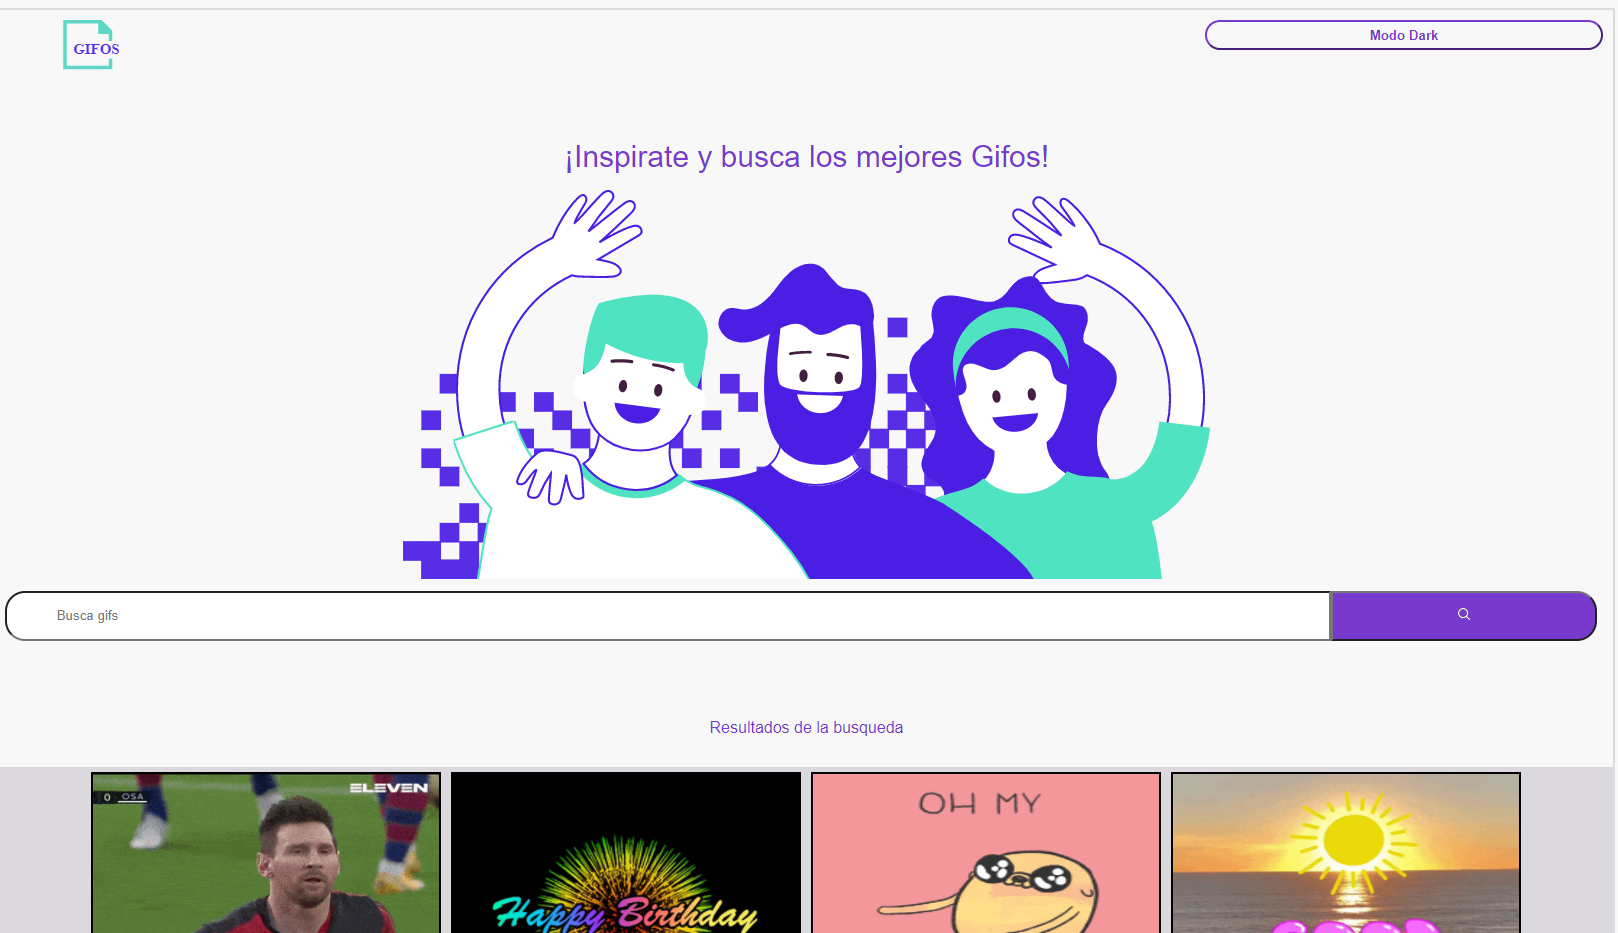 GIFOS
Modo Dark
¡Inspirate y busca los mejores Gifos!
Busca gifs
Resultados de la busqueda
0 OSA
ELEVEN
Happy Birthday
OH MY